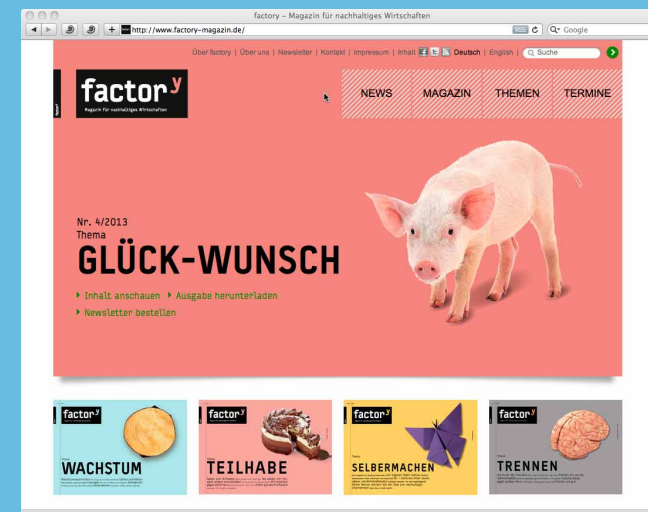 factory – Magazin für nachhaltiges Wirtschaften
http://www.factory-magazin.de/
RSS
Google
Über factory | Über uns | Newsletter | Kontakt | Impressum | Inhalt
Deutsch | English |
Suche
factory
Magazin für nachhaltiges Wirtschaften
NEWS
MAGAZIN
THEMEN
TERMINE
Nr. 4/2013
Thema
GLÜCK-WUNSCH
Inhalt anschauen
Ausgabe herunterladen
Newsletter bestellen
factory
WACHSTUM
factory
TEILHABE
factory
SELBERMACHEN
factory
TRENNEN